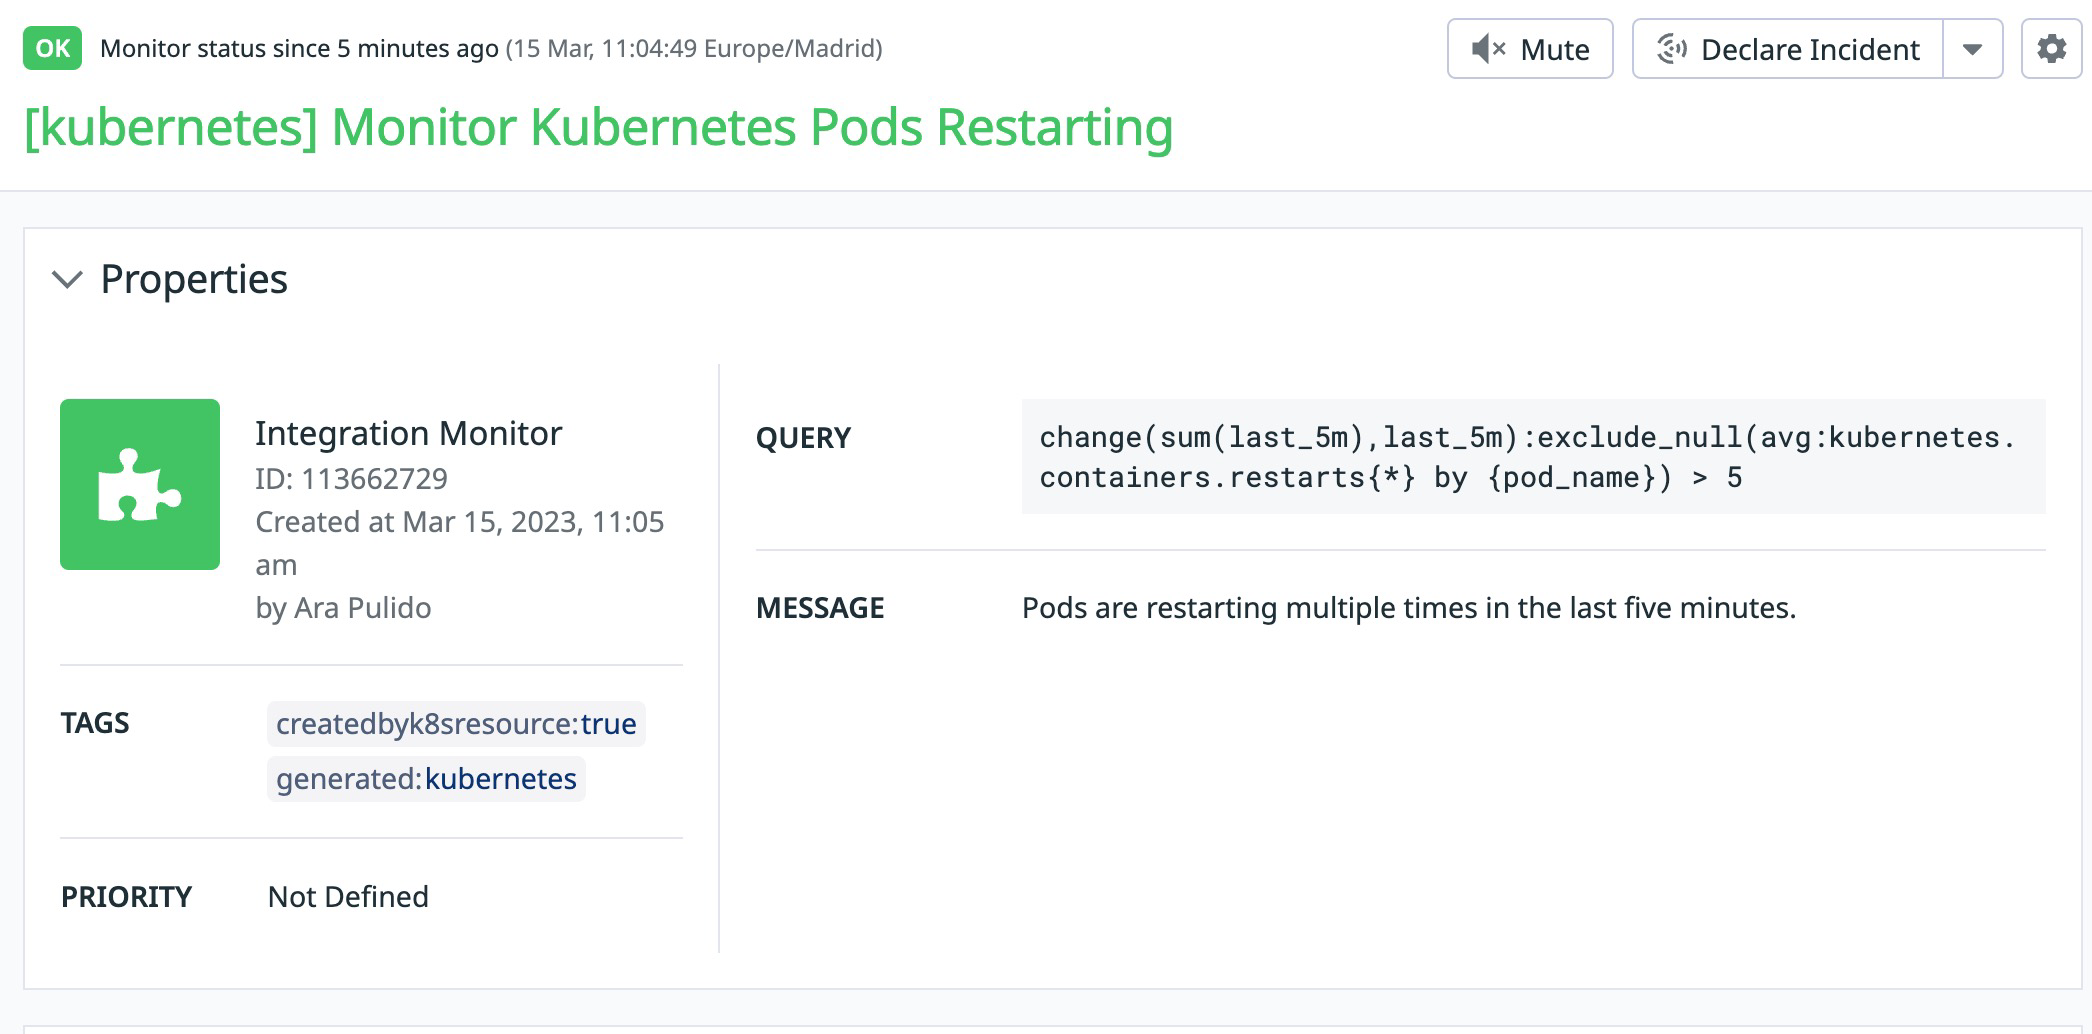 OK Monitor status since 5 minutes ago (15 Mar, 11:04:49 Europe/Madrid)
Mute
Declare Incident
[kubernetes] Monitor Kubernetes Pods Restarting
Properties
Integration Monitor
ID: 113662729
Created at Mar 15, 2023, 11:05
am
by Ara Pulido
TAGS
createdbyk8sresource:true
generated:kubernetes
PRIORITY Not Defined
QUERY
change(sum(last_5m),last_5m):exclude_null(avg:kubernetes.
containers.restarts{*} by {pod_name}) > 5
MESSAGE Pods are restarting multiple times in the last five minutes.